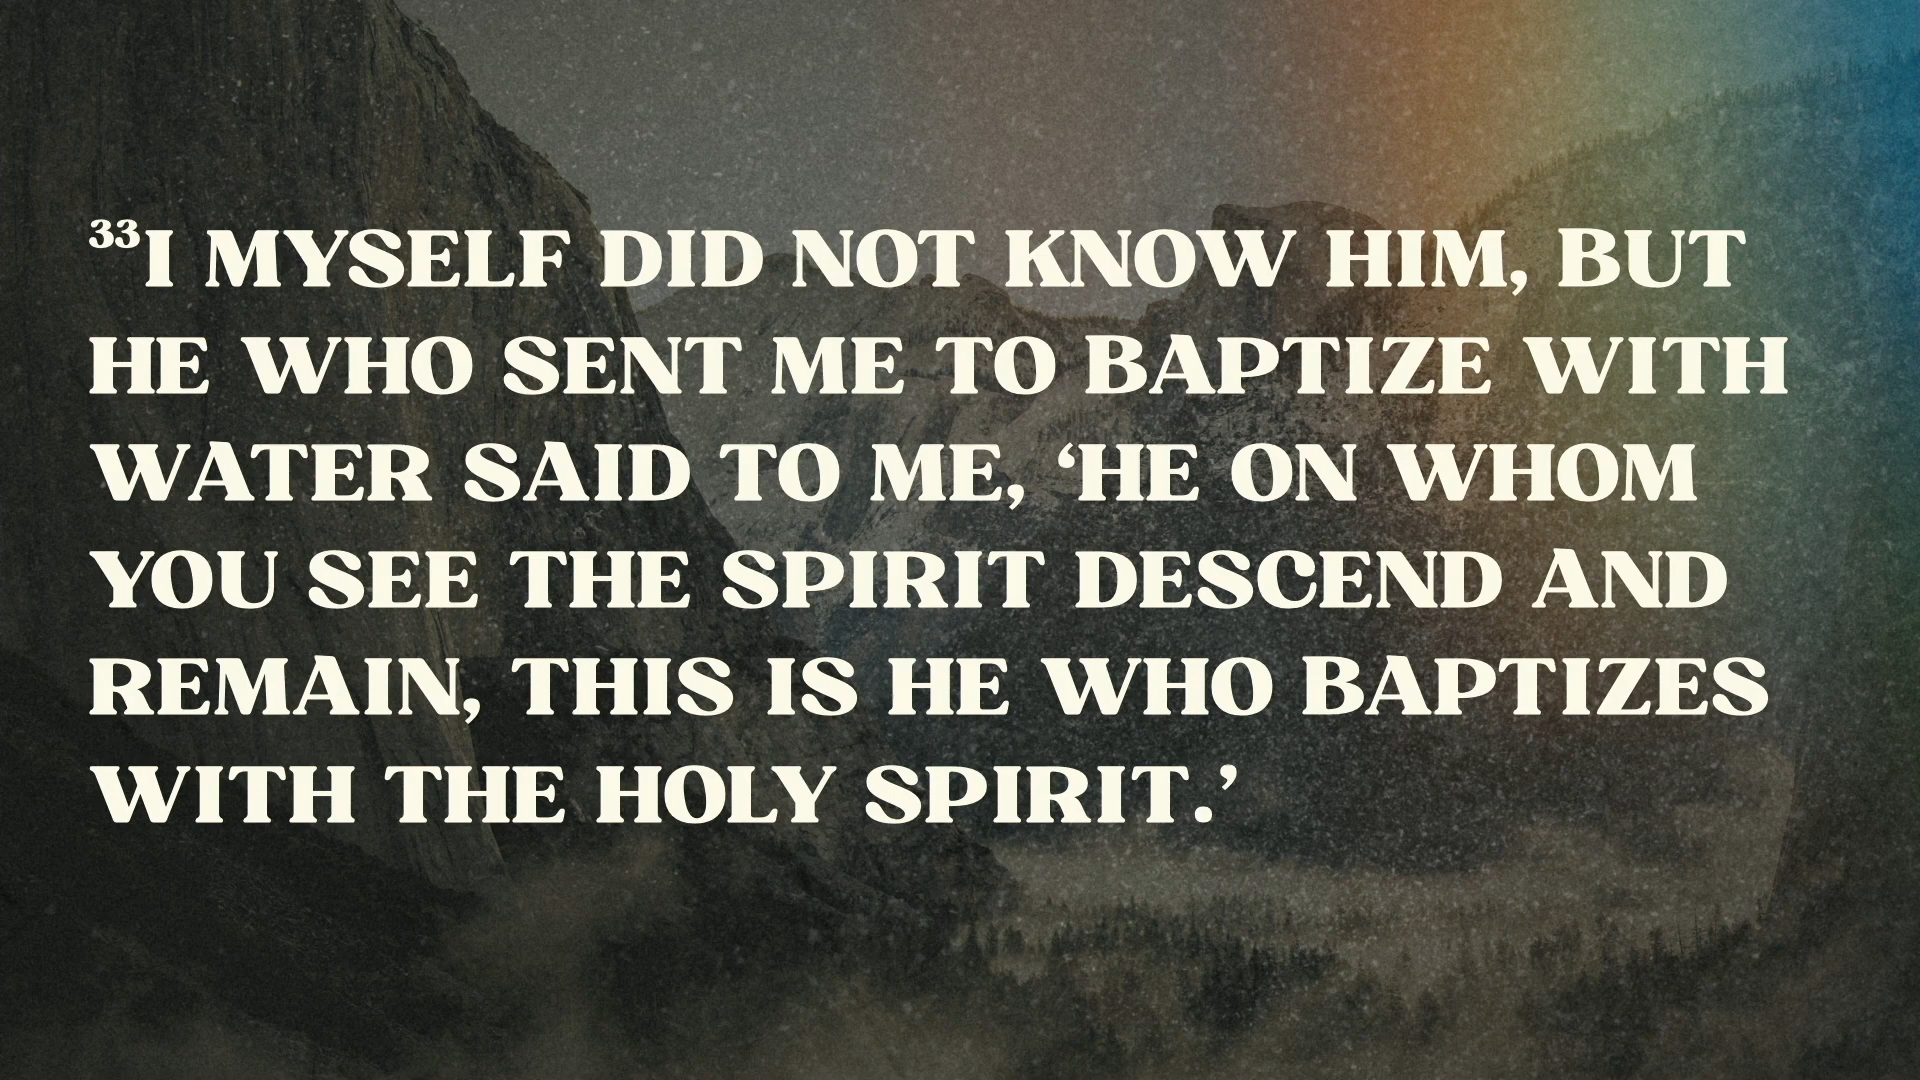 ³³I MYSELF DID NOT KNOW HIM, BUT
HE WHO SENT ME TO BAPTIZE WITH
WATER SAID TO ME, ‘HE ON WHOM
YOU SEE THE SPIRIT DESCEND AND
REMAIN, THIS IS HE WHO BAPTIZES
WITH THE HOLY SPIRIT.’